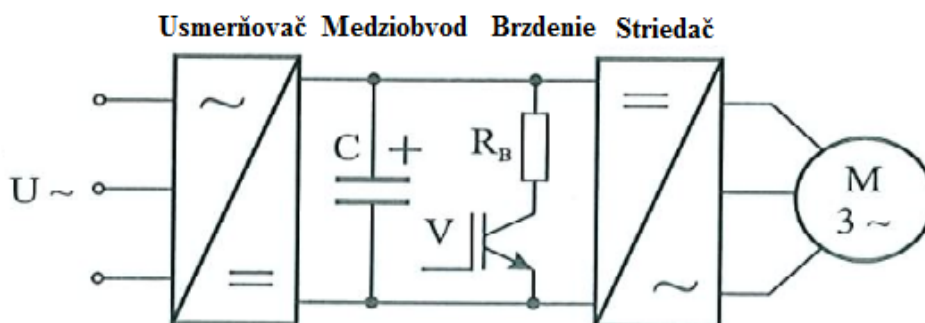 Usmerňovač Medziobvod Brzdenie Striedač
~ = 
C + R_B
U ~ V M
3 ~
= ~